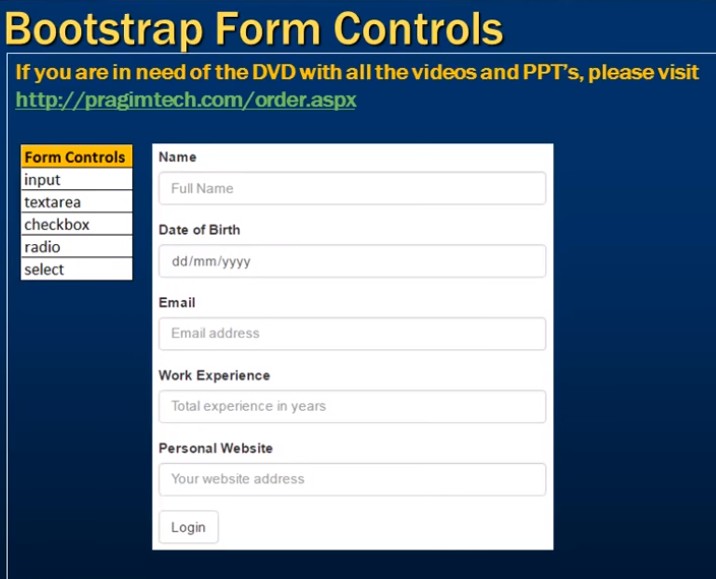 Bootstrap Form Controls
If you are in need of the DVD with all the videos and PPT's, please visit
http://pragimtech.com/order.aspx
Form Controls
input
textarea
checkbox
radio
select
Name
Full Name
Date of Birth
dd/mm/yyyy
Email
Email address
Work Experience
Total experience in years
Personal Website
Your website address
Login